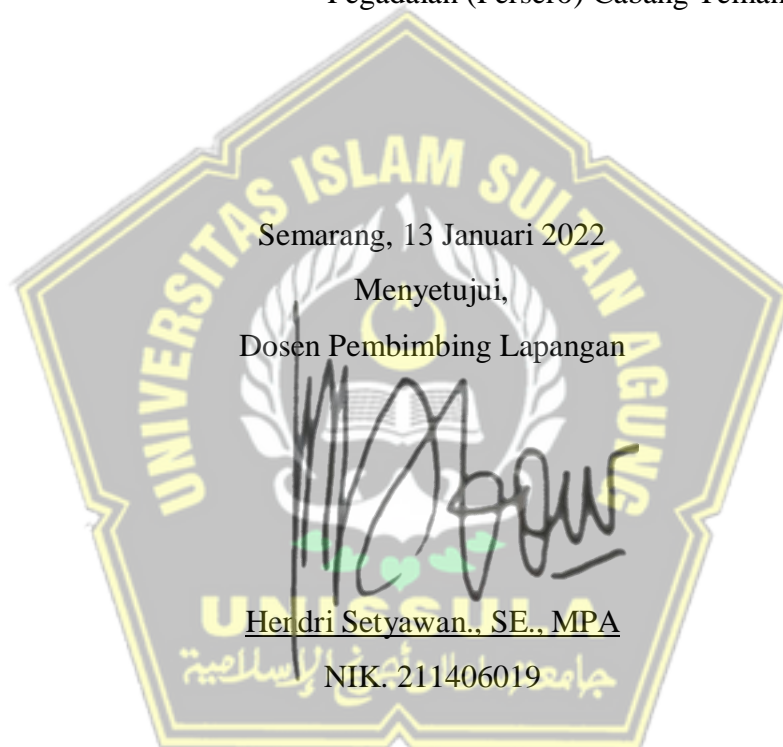 Pegadaian (Persero) Cabang
UNIVERSITAS ISLAM SULTAN AGUNG
Semarang, 13 Januari 2022
Menyetujui,
Dosen Pembimbing Lapangan
Hendri Setyawan., SE., MPA
UNISSULA
NIK. 211406019